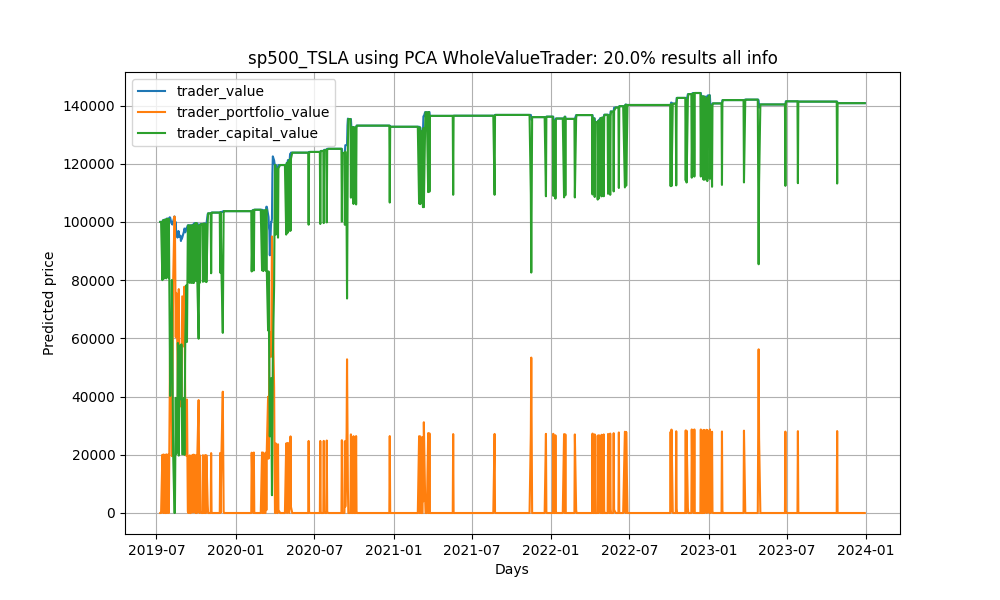 sp500_TSLA using PCA WholeValueTrader: 20.0% results all info
trader_value
trader_portfolio_value
trader_capital_value
Predicted price
140000
120000
100000
80000
60000
40000
20000
0
2019-07 2020-01 2020-07 2021-01 2021-07 2022-01 2022-07 2023-01 2023-07 2024-01
Days